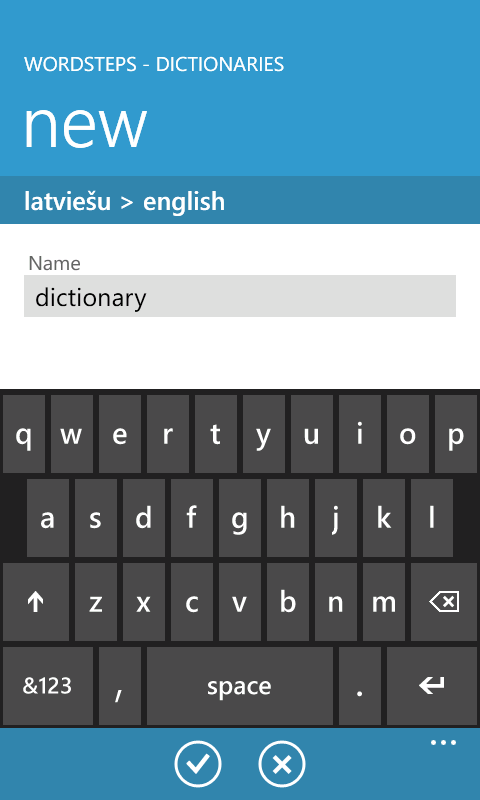 WORDSTEPS - DICTIONARIES
new
latviešu > english
Name
dictionary
q w e r t y u i o p
a s d f g h j k l
z x c v b n m
&123 , space .